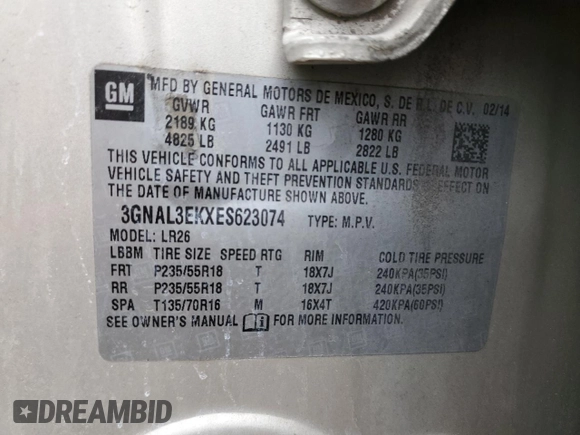 GM
MFD BY GENERAL MOTORS DE MEXICO, S. DE R.L. DE C.V. 02/14
GVWR GAWR FRT GAWR RR
2189 KG 1130 KG 1280 KG
4825 LB 2491 LB 2822 LB
THIS VEHICLE CONFORMS TO ALL APPLICABLE U.S. FEDERAL MOTOR
VEHICLE SAFETY AND THEFT PREVENTION STANDARDS IN EFFECT ON
THE DATE OF MANUFACTURE SHOWN ABOVE.
3GNAL3EKXES623074 TYPE: M.P.V.
MODEL: LR26
LBBM TIRE SIZE SPEED RTG RIM COLD TIRE PRESSURE
FRT P235/55R18 T 18X7J 240KPA(35PSI)
RR P235/55R18 T 18X7J 240KPA(35PSI)
SPA T135/70R16 M 16X4T 420KPA(60PSI)
SEE OWNER'S MANUAL FOR MORE INFORMATION.
DREAMBID